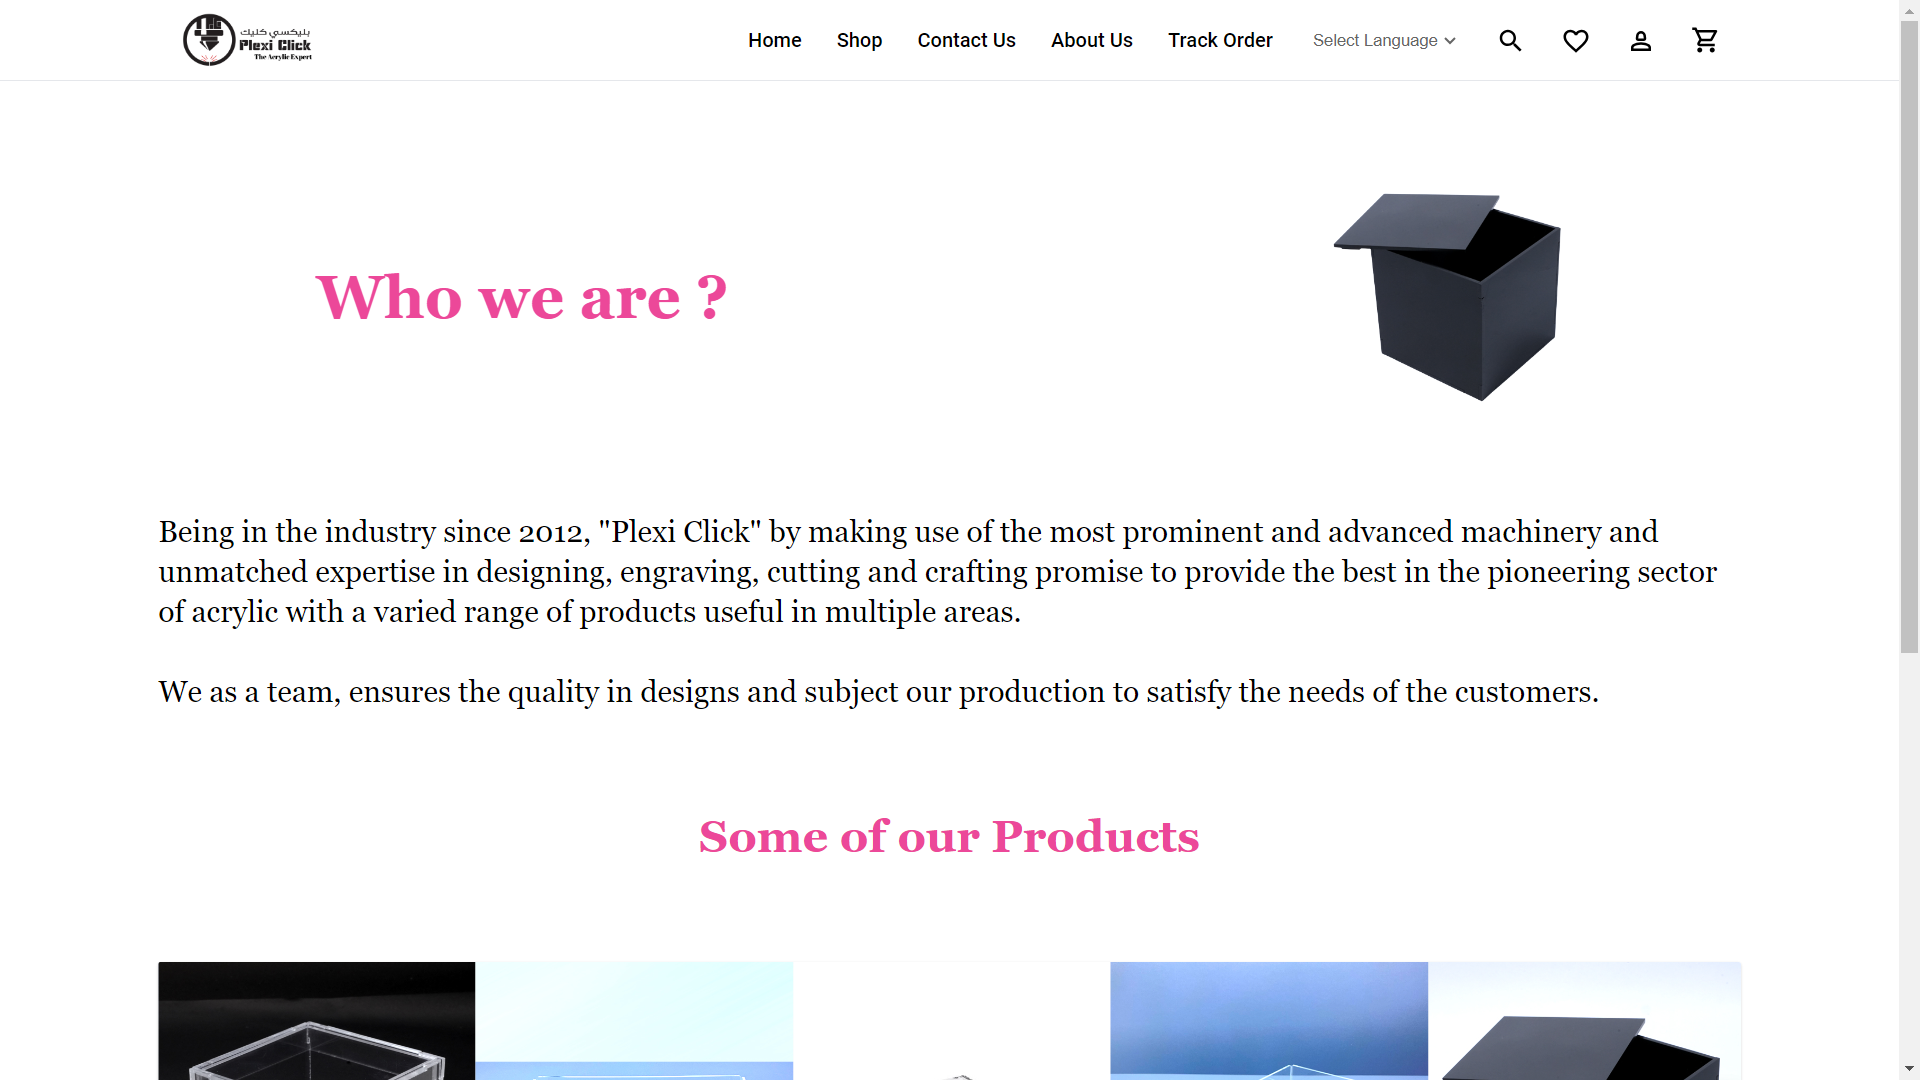 بليكسي كليك
Plexi Click
The Acrylic Expert
Home
Shop
Contact Us
About Us
Track Order
Select Language
Who we are ?
Being in the industry since 2012, "Plexi Click" by making use of the most prominent and advanced machinery and
unmatched expertise in designing, engraving, cutting and crafting promise to provide the best in the pioneering sector
of acrylic with a varied range of products useful in multiple areas.
We as a team, ensures the quality in designs and subject our production to satisfy the needs of the customers.
Some of our Products